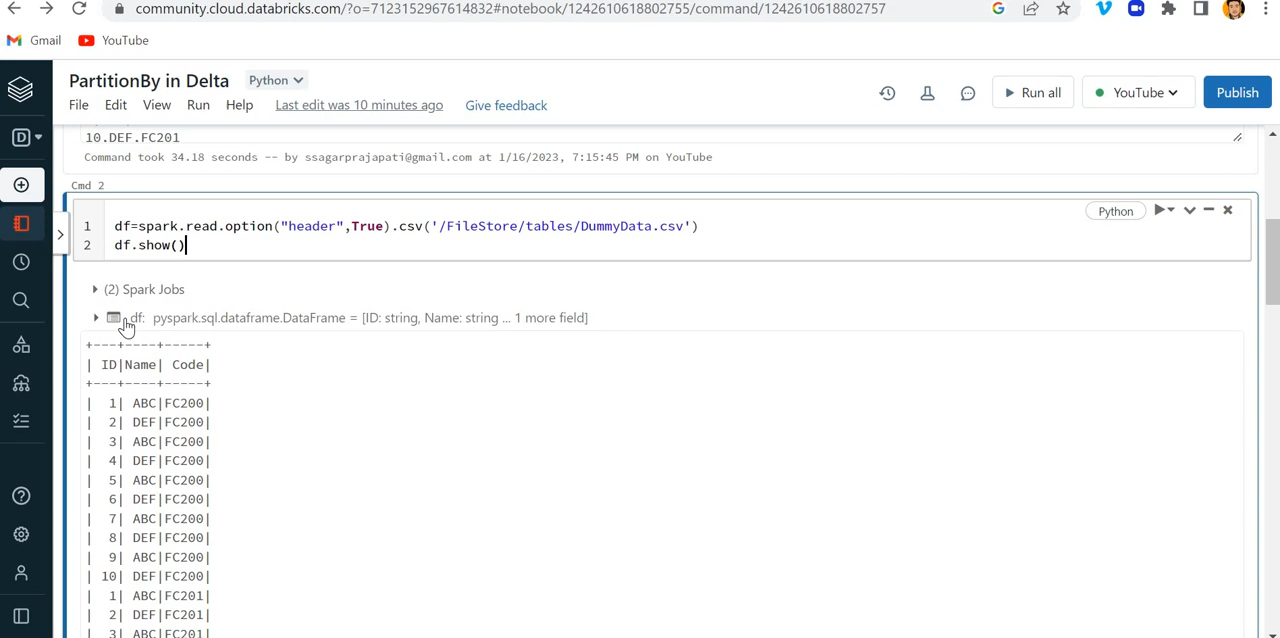 community.cloud.databricks.com/?o=7123152967614832#notebook/1242610618802755/command/1242610618802757
Gmail
YouTube
PartitionBy in Delta
Python
File
Edit
View
Run
Help
Last edit was 10 minutes ago
Give feedback
Run all
YouTube
Publish
D
10.DEF.FC201
Command took 34.18 seconds -- by ssagarprajapati@gmail.com at 1/16/2023, 7:15:45 PM on YouTube
Cmd 2
Python
1 df=spark.read.option("header",True).csv('/FileStore/tables/DummyData.csv')
2 df.show()
(2) Spark Jobs
df: pyspark.sql.dataframe.DataFrame = [ID: string, Name: string ... 1 more field]
+---+----+-----+
| ID|Name| Code|
+---+----+-----+
|  1| ABC|FC200|
|  2| DEF|FC200|
|  3| ABC|FC200|
|  4| DEF|FC200|
|  5| ABC|FC200|
|  6| DEF|FC200|
|  7| ABC|FC200|
|  8| DEF|FC200|
|  9| ABC|FC200|
| 10| DEF|FC200|
|  1| ABC|FC201|
|  2| DEF|FC201|
|  3| ABC|FC201|